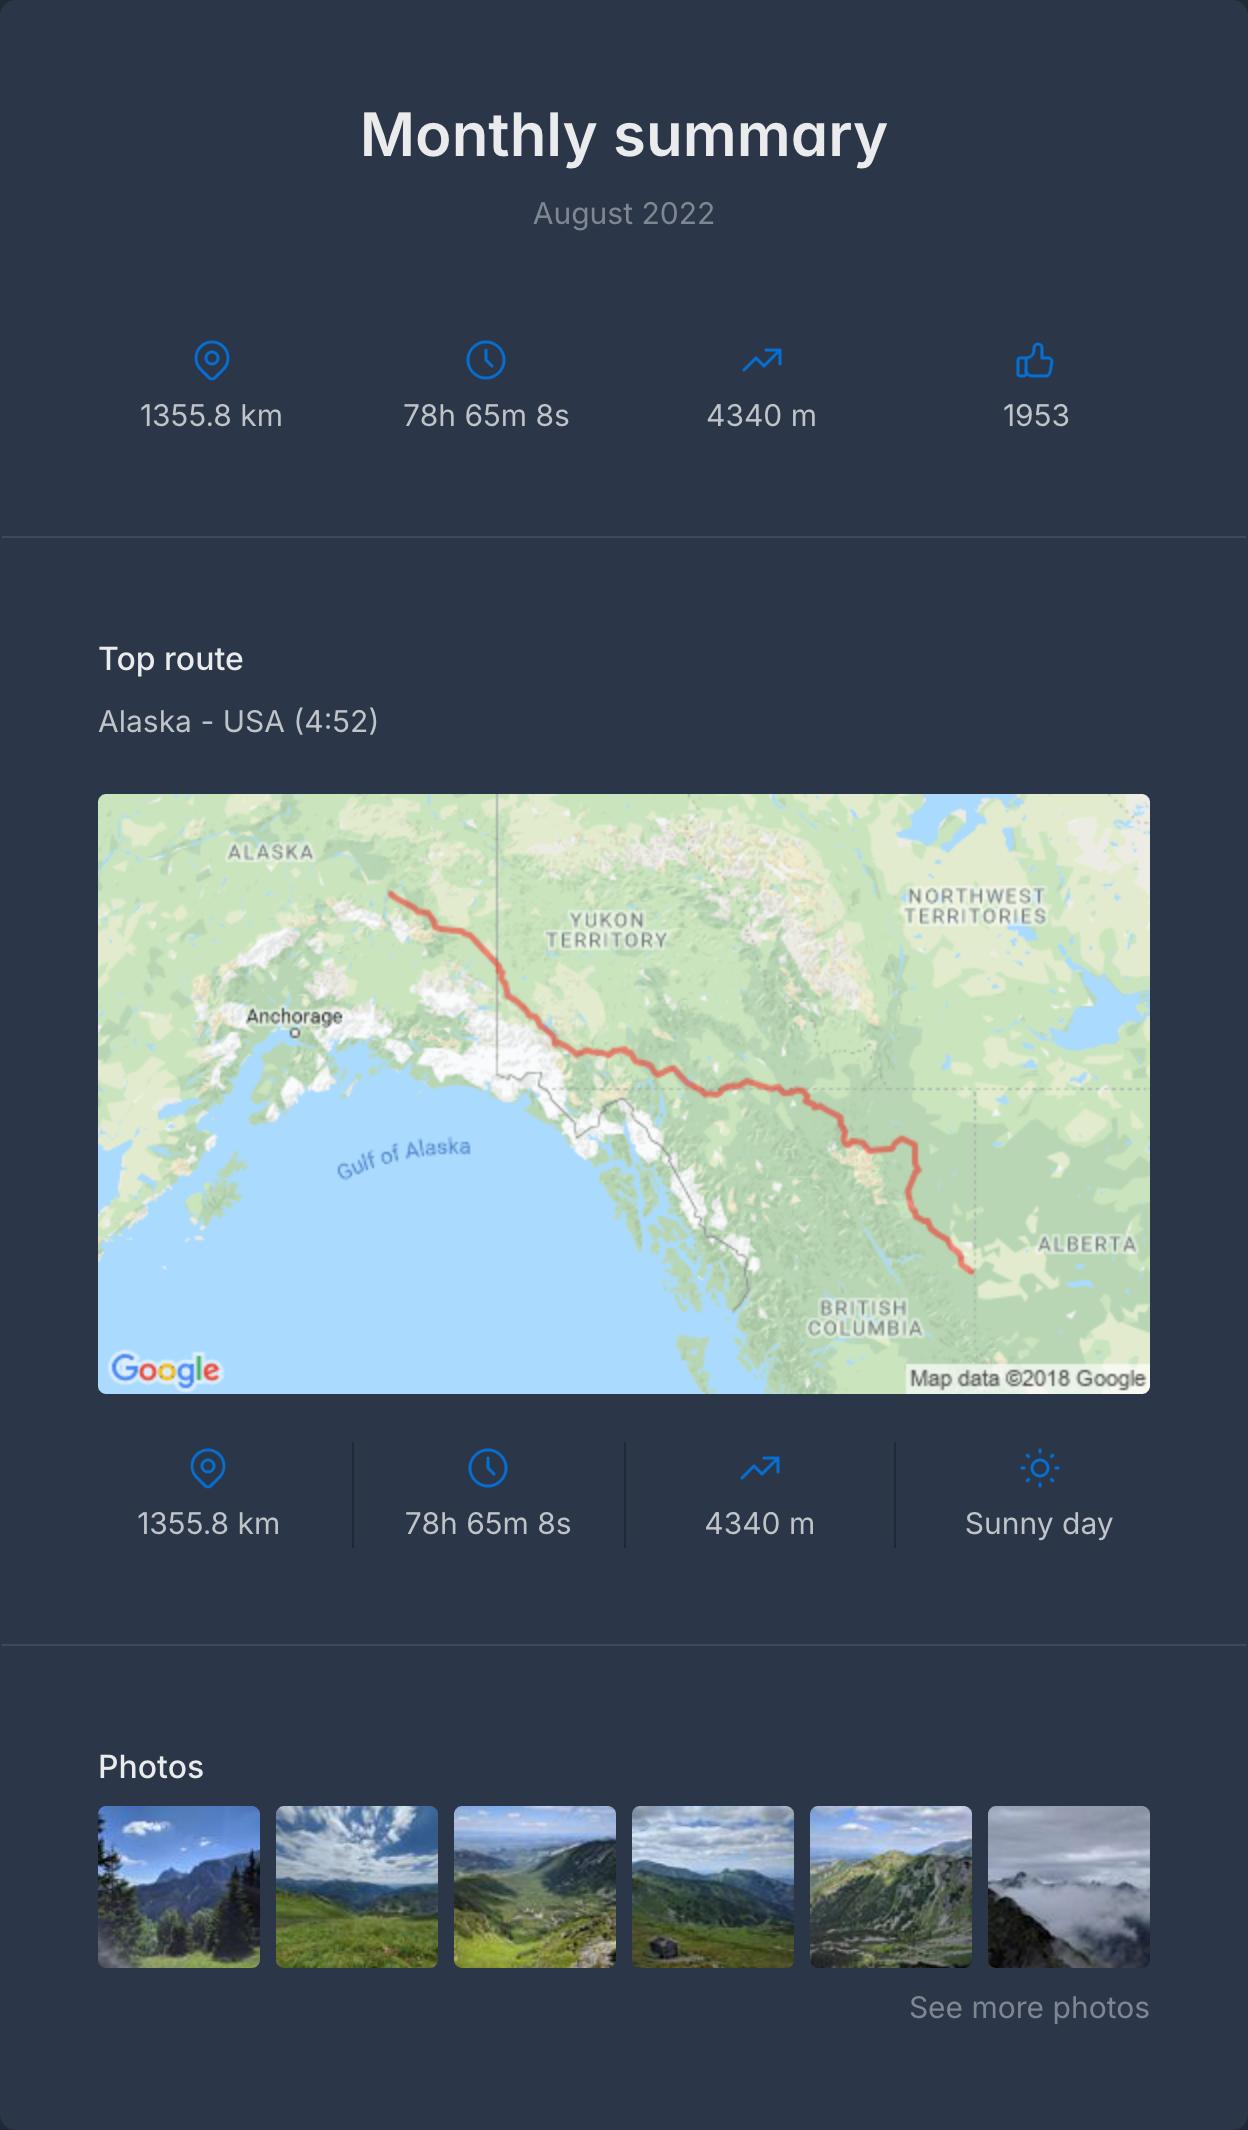 Monthly summary
August 2022
1355.8 km
78h 65m 8s
4340 m
1953
Top route
Alaska - USA (4:52)
ALASKA
NORTHWEST
TERRITORIES
YUKON
TERRITORY
Anchorage
Gulf of Alaska
ALBERTA
BRITISH
COLUMBIA
Google
Map data ©2018 Google
1355.8 km
78h 65m 8s
4340 m
Sunny day
Photos
See more photos